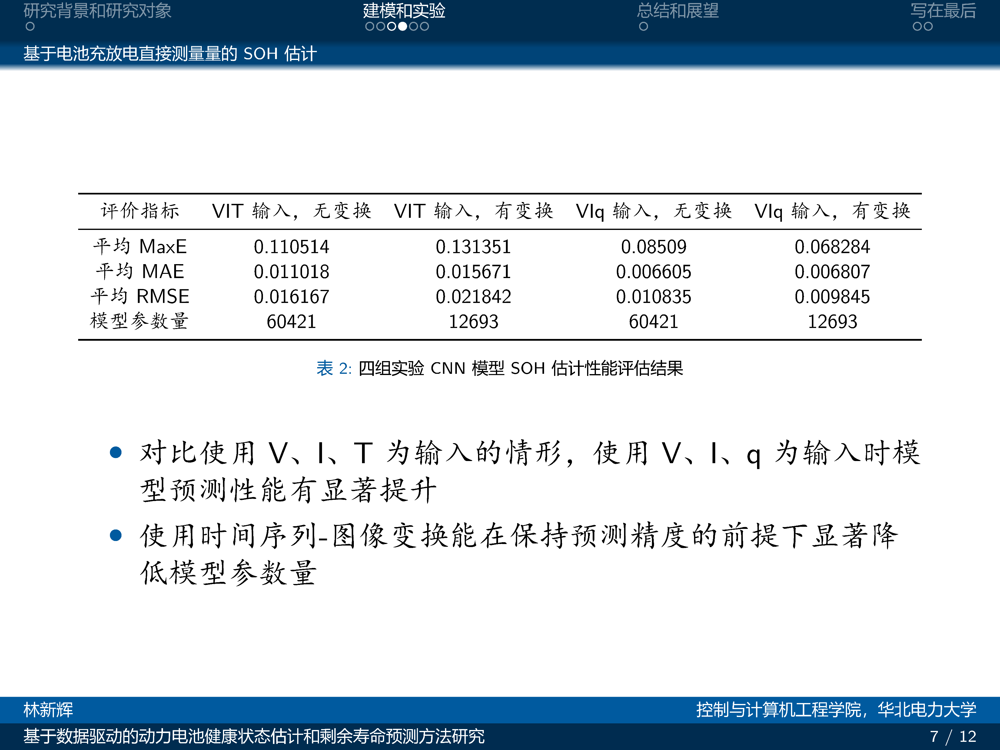 研究背景和研究对象 建模和实验 总结和展望 写在最后
基于电池充放电直接测量量的 SOH 估计
评价指标 VIT 输入，无变换 VIT 输入，有变换 VIq 输入，无变换 VIq 输入，有变换
平均 MaxE 0.110514 0.131351 0.08509 0.068284
平均 MAE 0.011018 0.015671 0.006605 0.006807
平均 RMSE 0.016167 0.021842 0.010835 0.009845
模型参数量 60421 12693 60421 12693
表 2: 四组实验 CNN 模型 SOH 估计性能评估结果
• 对比使用 V、I、T 为输入的情形，使用 V、I、q 为输入时模
型预测性能有显著提升
• 使用时间序列-图像变换能在保持预测精度的前提下显著降
低模型参数量
林新辉 控制与计算机工程学院，华北电力大学
基于数据驱动的动力电池健康状态估计和剩余寿命预测方法研究 7 / 12